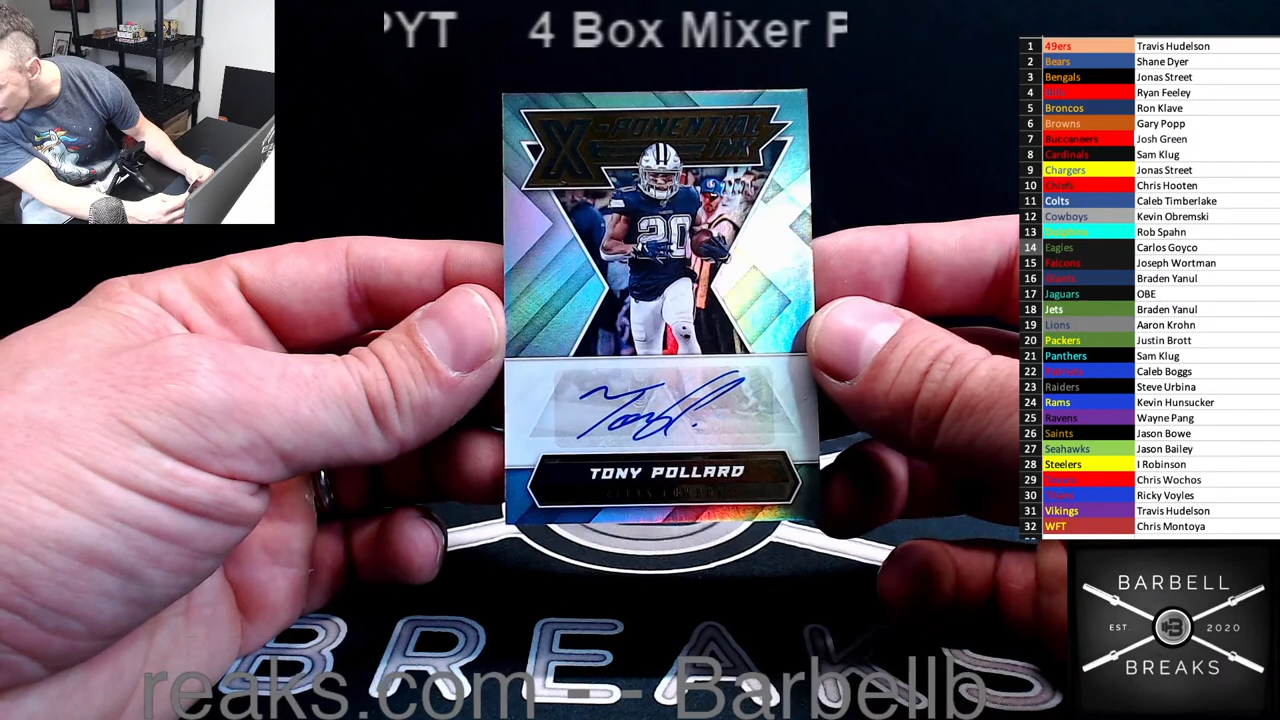 PYT 4 Box Mixer P
X-PONENTIAL INK
20
TONY POLLARD
BREAKS
reaks.com - - Barbellb
1 49ers Travis Hudelson
2 Bears Shane Dyer
3 Bengals Jonas Street
4 Bills Ryan Feeley
5 Broncos Ron Klave
6 Browns Gary Popp
7 Buccaneers Josh Green
8 Cardinals Sam Klug
9 Chargers Jonas Street
10 Chiefs Chris Hooten
11 Colts Caleb Timberlake
12 Cowboys Kevin Obremski
13 Dolphins Rob Spahn
14 Eagles Carlos Goyco
15 Falcons Joseph Wortman
16 Giants Braden Yanul
17 Jaguars OBE
18 Jets Braden Yanul
19 Lions Aaron Krohn
20 Packers Justin Brott
21 Panthers Sam Klug
22 Patriots Caleb Boggs
23 Raiders Steve Urbina
24 Rams Kevin Hunsucker
25 Ravens Wayne Pang
26 Saints Jason Bowe
27 Seahawks Jason Bailey
28 Steelers I Robinson
29 Texans Chris Wochos
30 Titans Ricky Voyles
31 Vikings Travis Hudelson
32 WFT Chris Montoya
BARBELL
EST. 2020
BREAKS